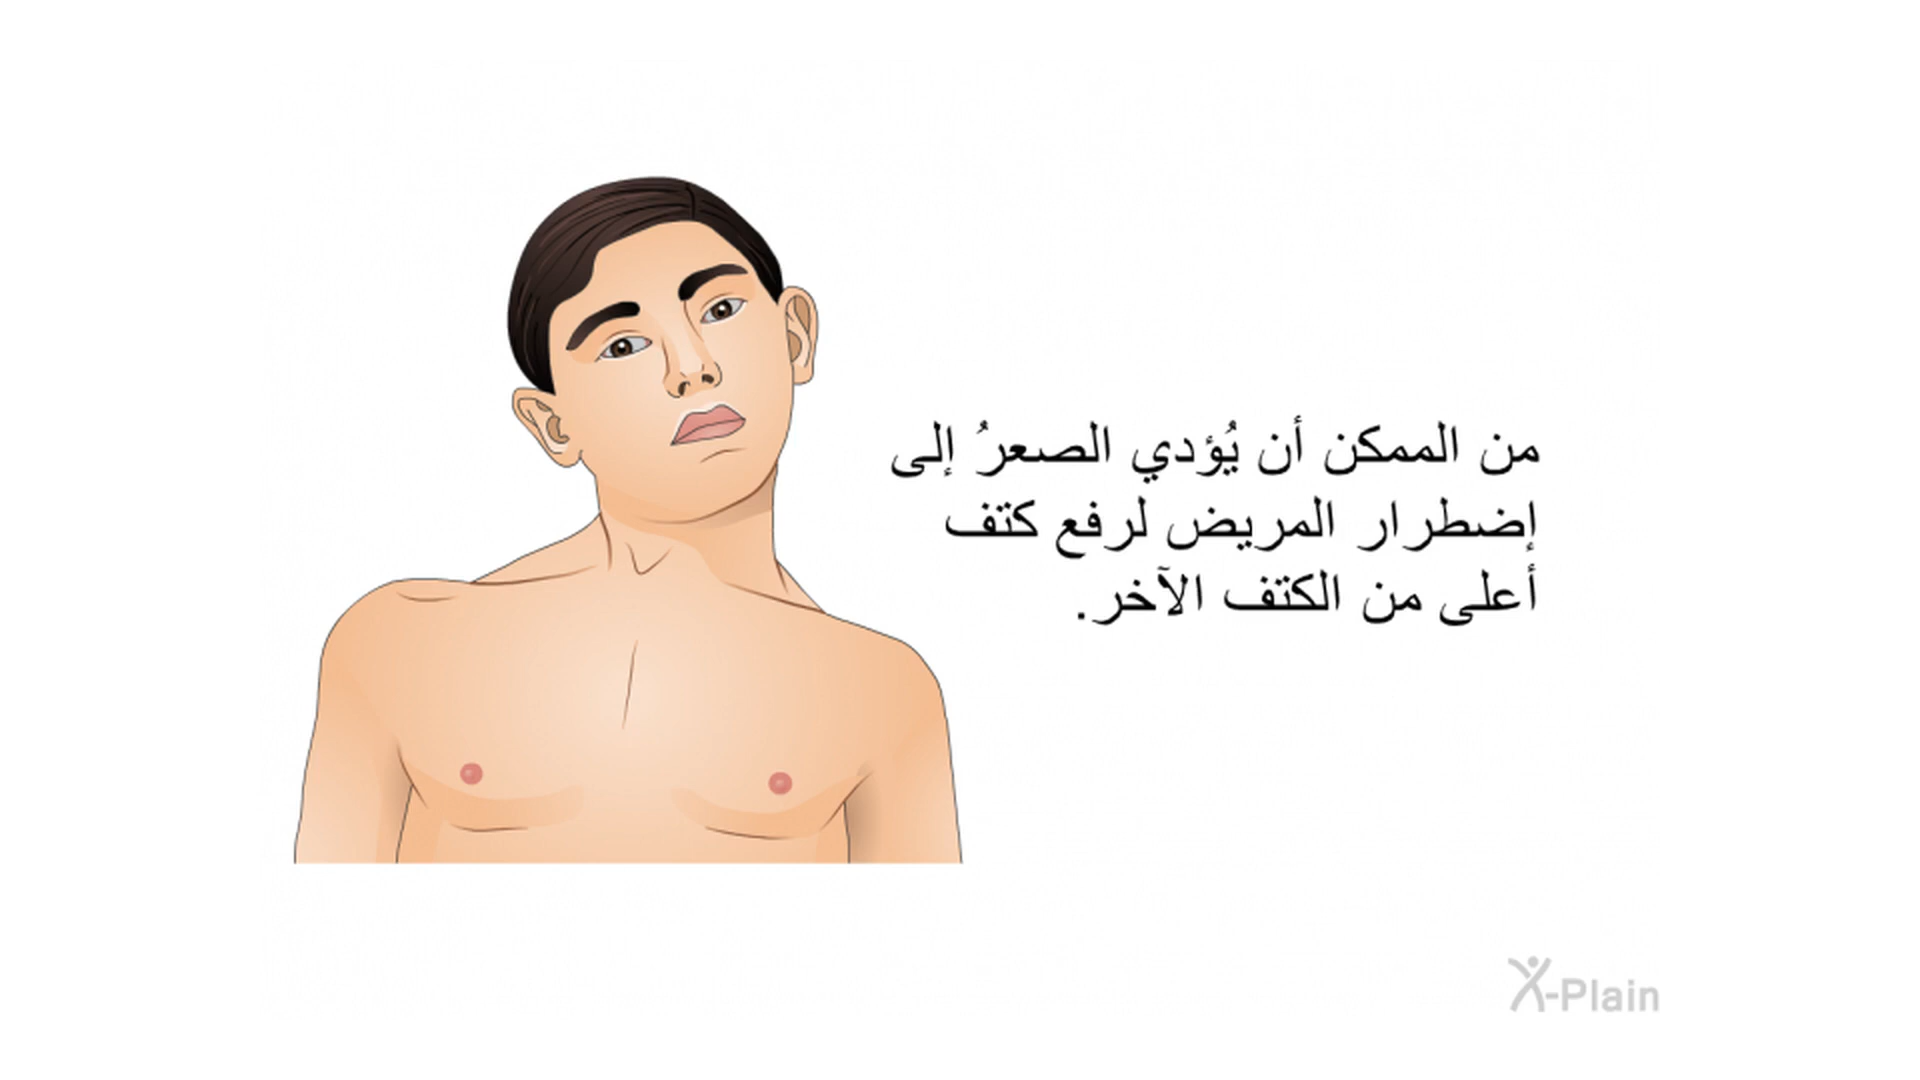 من الممكن أن يُؤدي الصعرُ إلى
إضطرار المريض لرفع كتف
أعلى من الكتف الآخر.
X-Plain